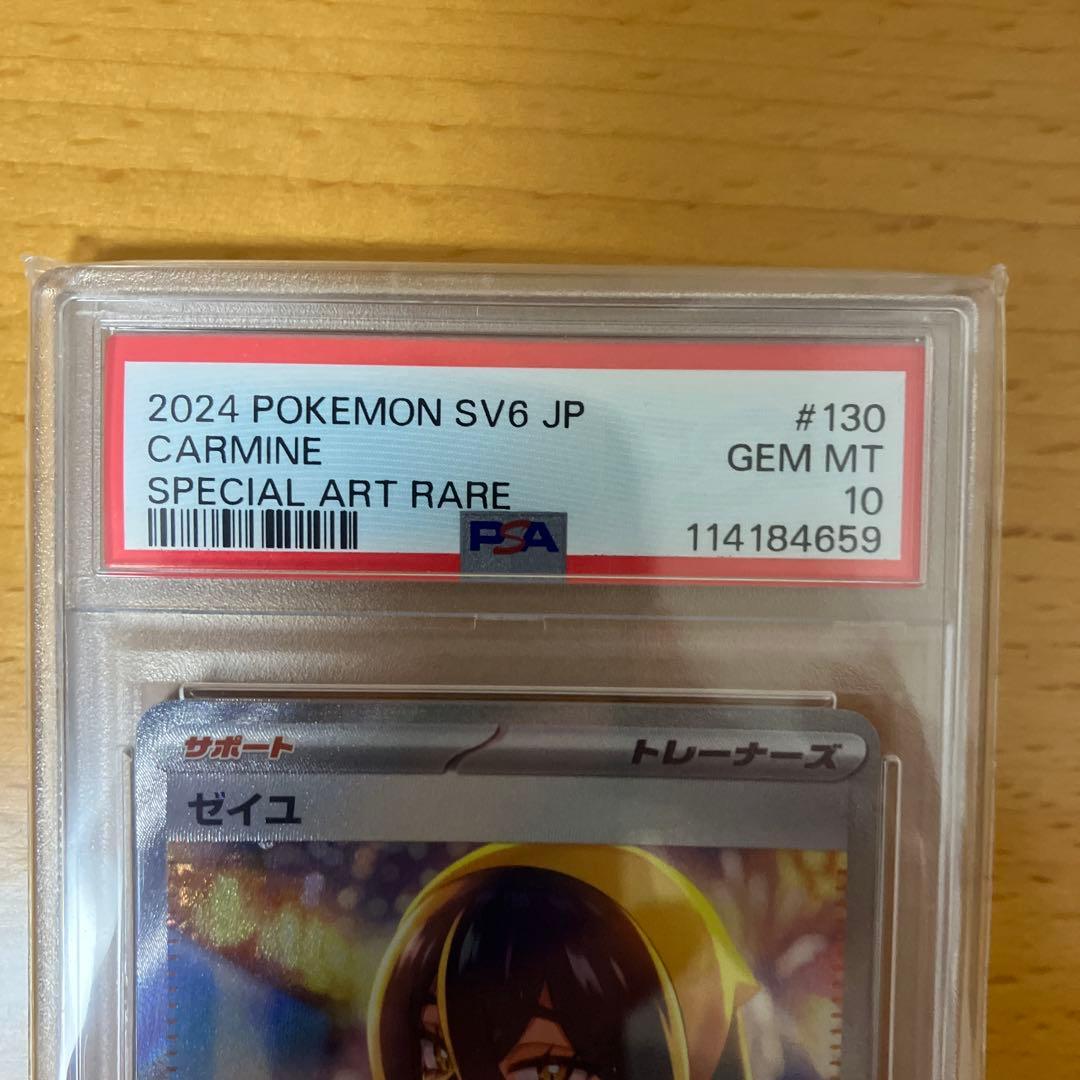 2024 POKEMON SV6 JP #130
CARMINE GEM MT
SPECIAL ART RARE 10
PSA 114184659
サポート トレーナーズ
ゼイユ